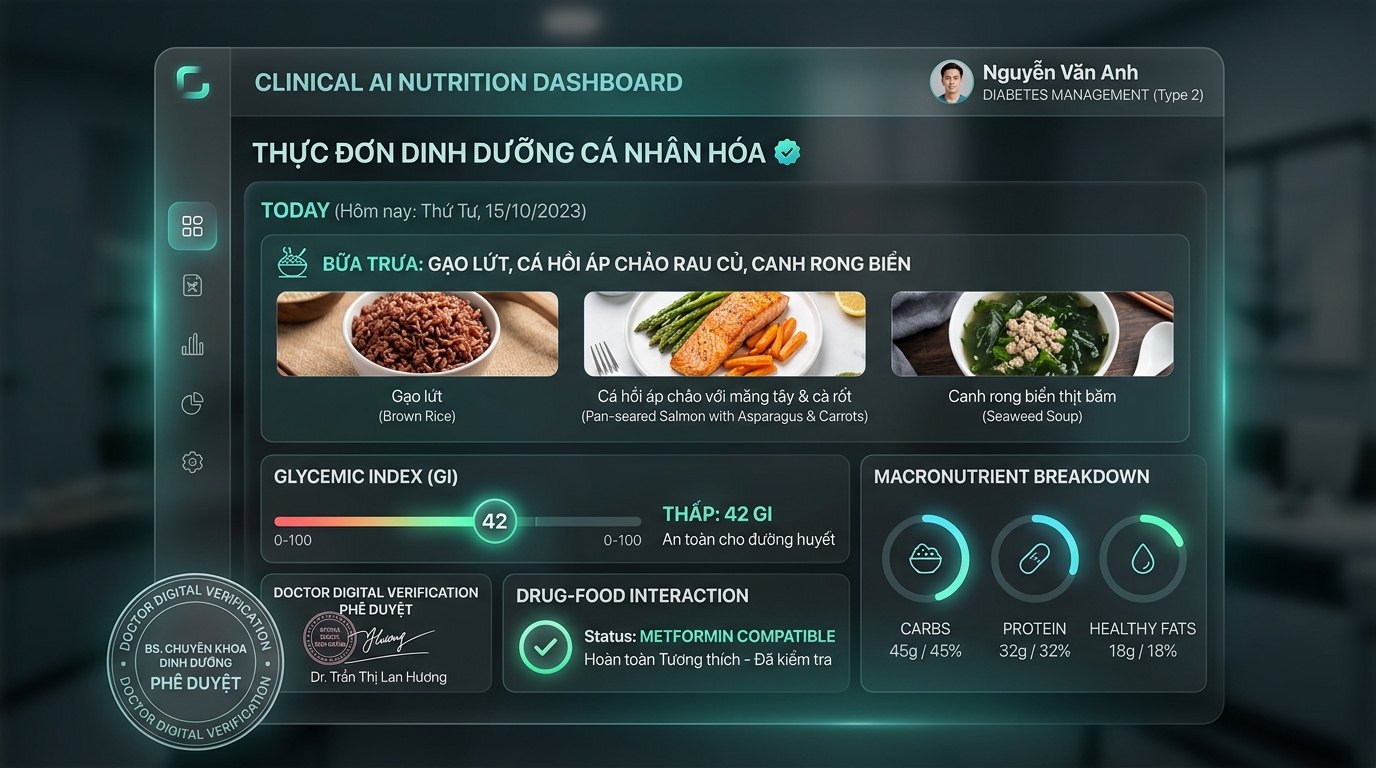 CLINICAL AI NUTRITION DASHBOARD
Nguyễn Văn Anh
DIABETES MANAGEMENT (Type 2)
THỰC ĐƠN DINH DƯỠNG CÁ NHÂN HÓA
TODAY (Hôm nay: Thứ Tư, 15/10/2023)
BỮA TRƯA: GẠO LỨT, CÁ HỒI ÁP CHẢO RAU CỦ, CANH RONG BIỂN
Gạo lứt
(Brown Rice)
Cá hồi áp chảo với măng tây & cà rốt
(Pan-seared Salmon with Asparagus & Carrots)
Canh rong biển thịt bằm
(Seaweed Soup)
GLYCEMIC INDEX (GI)
42
0-100
0-100
THẤP: 42 GI
An toàn cho đường huyết
MACRONUTRIENT BREAKDOWN
CARBS
45g / 45%
PROTEIN
32g / 32%
HEALTHY FATS
18g / 18%
DOCTOR DIGITAL VERIFICATION
PHÊ DUYỆT
Hương
Dr. Trần Thị Lan Hương
DRUG-FOOD INTERACTION
Status: METFORMIN COMPATIBLE
Hoàn toàn Tương thích - Đã kiểm tra
DOCTOR DIGITAL VERIFICATION
BS. CHUYÊN KHOA
DINH DƯỠNG
PHÊ DUYỆT
DOCTOR DIGITAL VERIFICATION